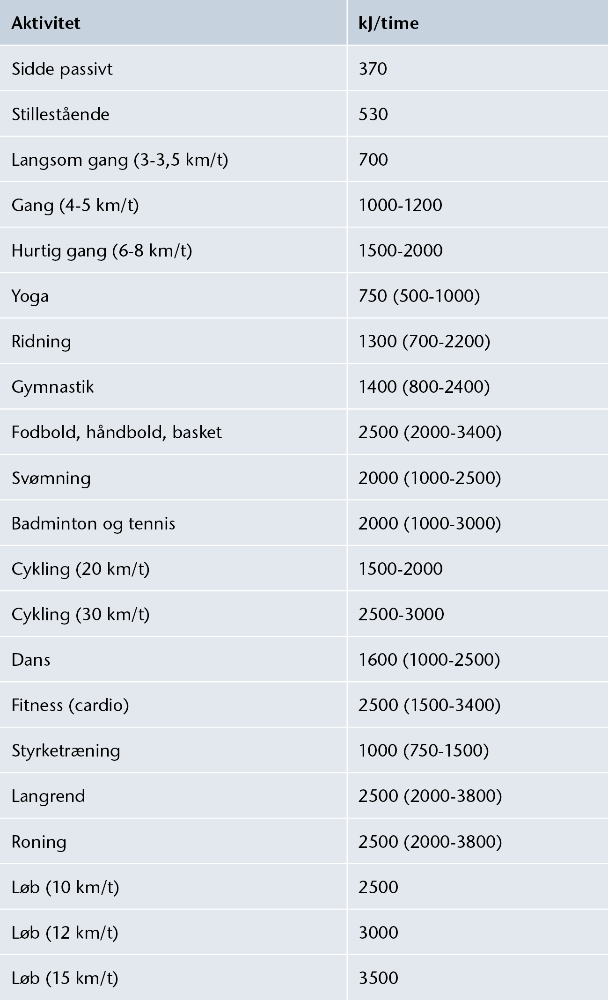 Aktivitet kJ/time
Sidde passivt 370
Stillestående 530
Langsom gang (3-3,5 km/t) 700
Gang (4-5 km/t) 1000-1200
Hurtig gang (6-8 km/t) 1500-2000
Yoga 750 (500-1000)
Ridning 1300 (700-2200)
Gymnastik 1400 (800-2400)
Fodbold, håndbold, basket 2500 (2000-3400)
Svømning 2000 (1000-2500)
Badminton og tennis 2000 (1000-3000)
Cykling (20 km/t) 1500-2000
Cykling (30 km/t) 2500-3000
Dans 1600 (1000-2500)
Fitness (cardio) 2500 (1500-3400)
Styrketræning 1000 (750-1500)
Langrend 2500 (2000-3800)
Roning 2500 (2000-3800)
Løb (10 km/t) 2500
Løb (12 km/t) 3000
Løb (15 km/t) 3500